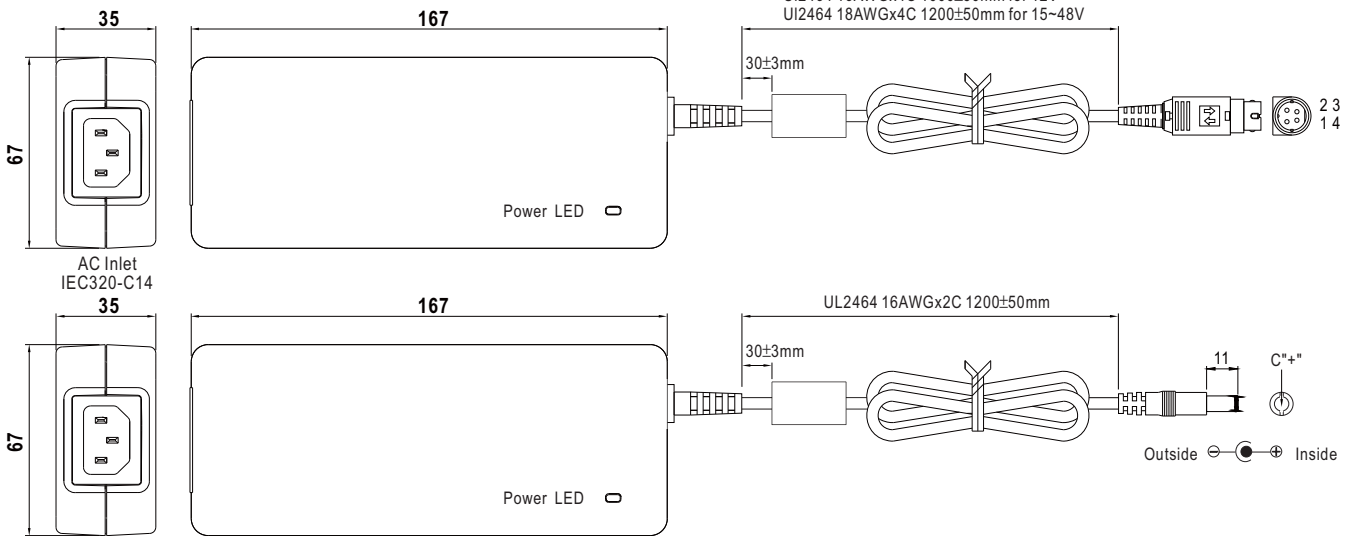 35
167
UI2464 18AWGx4C 1200±50mm for 15~48V
30±3mm
67
2 3
1 4
Power LED
AC Inlet
IEC320-C14
35
167
UL2464 16AWGx2C 1200±50mm
30±3mm
11
C"+"
67
Outside
Inside
Power LED